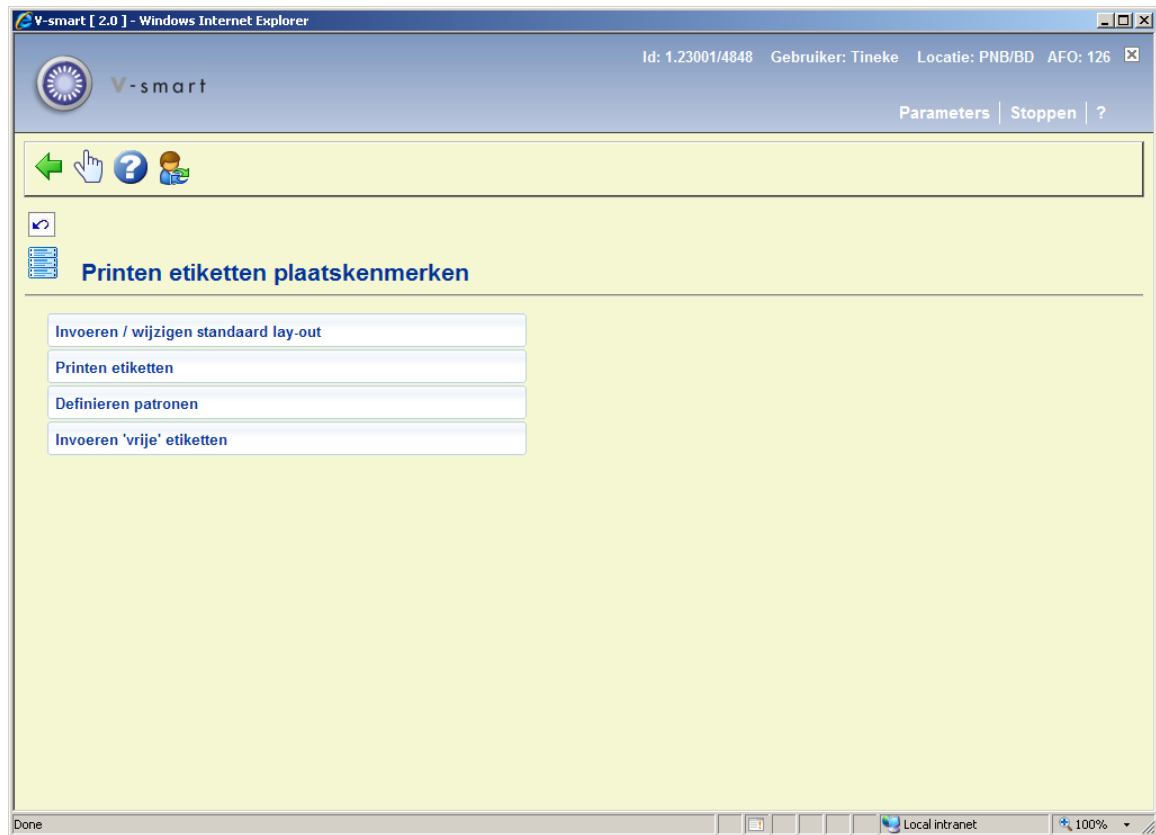 V-smart [ 2.0 ] - Windows Internet Explorer
Id: 1.23001/4848 Gebruiker: Tineke Locatie: PNB/BD AFO: 126
V-smart
Parameters Stoppen ?
Printen etiketten plaatskenmerken
Invoeren / wijzigen standaard lay-out
Printen etiketten
Definieren patronen
Invoeren 'vrije' etiketten
Done Local intranet 100%